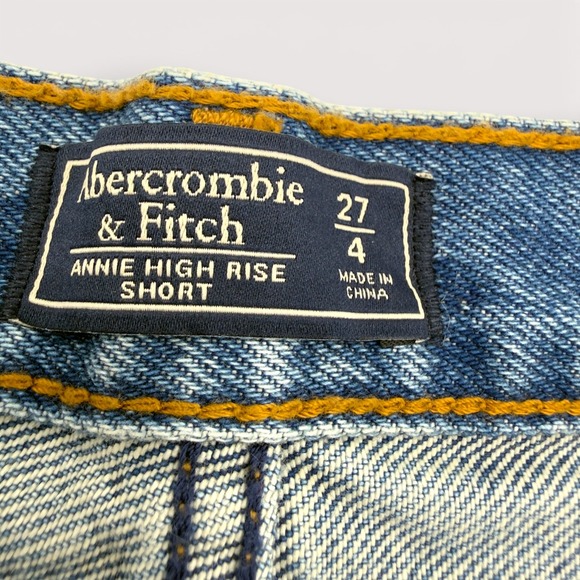 Abercrombie
& Fitch
ANNIE HIGH RISE
SHORT
27
4
MADE IN
CHINA